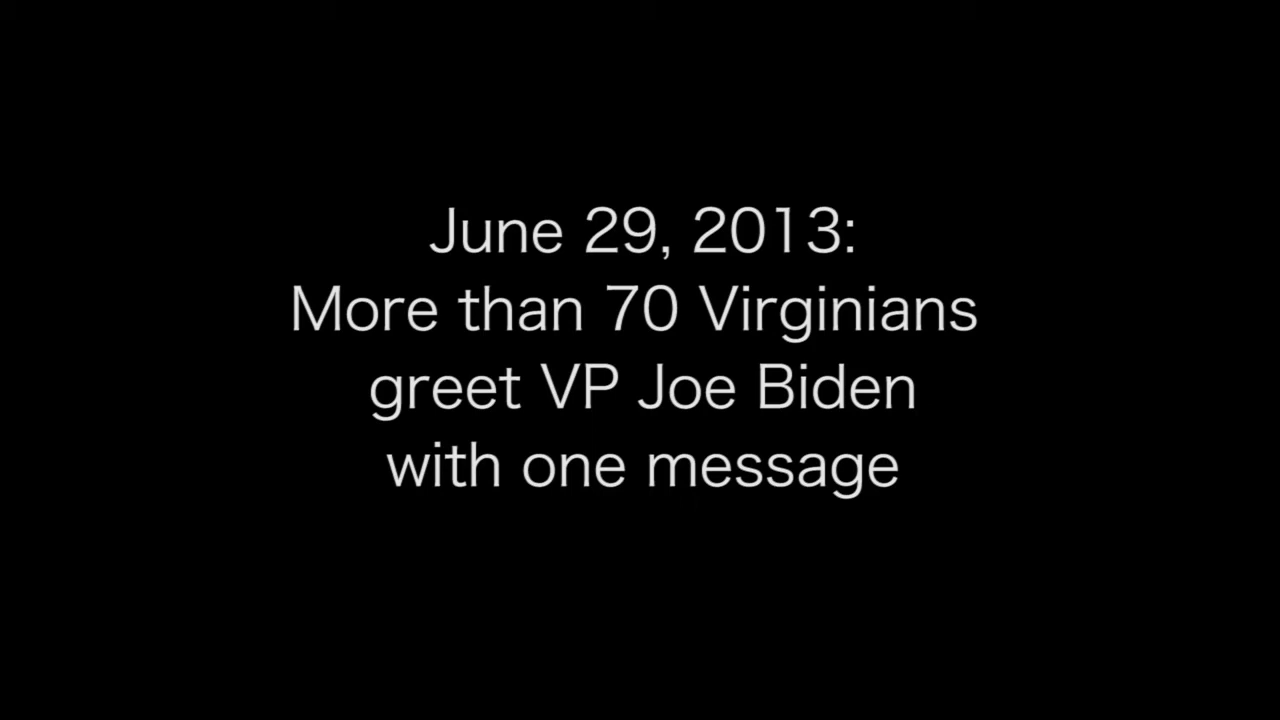 June 29, 2013:
More than 70 Virginians
greet VP Joe Biden
with one message